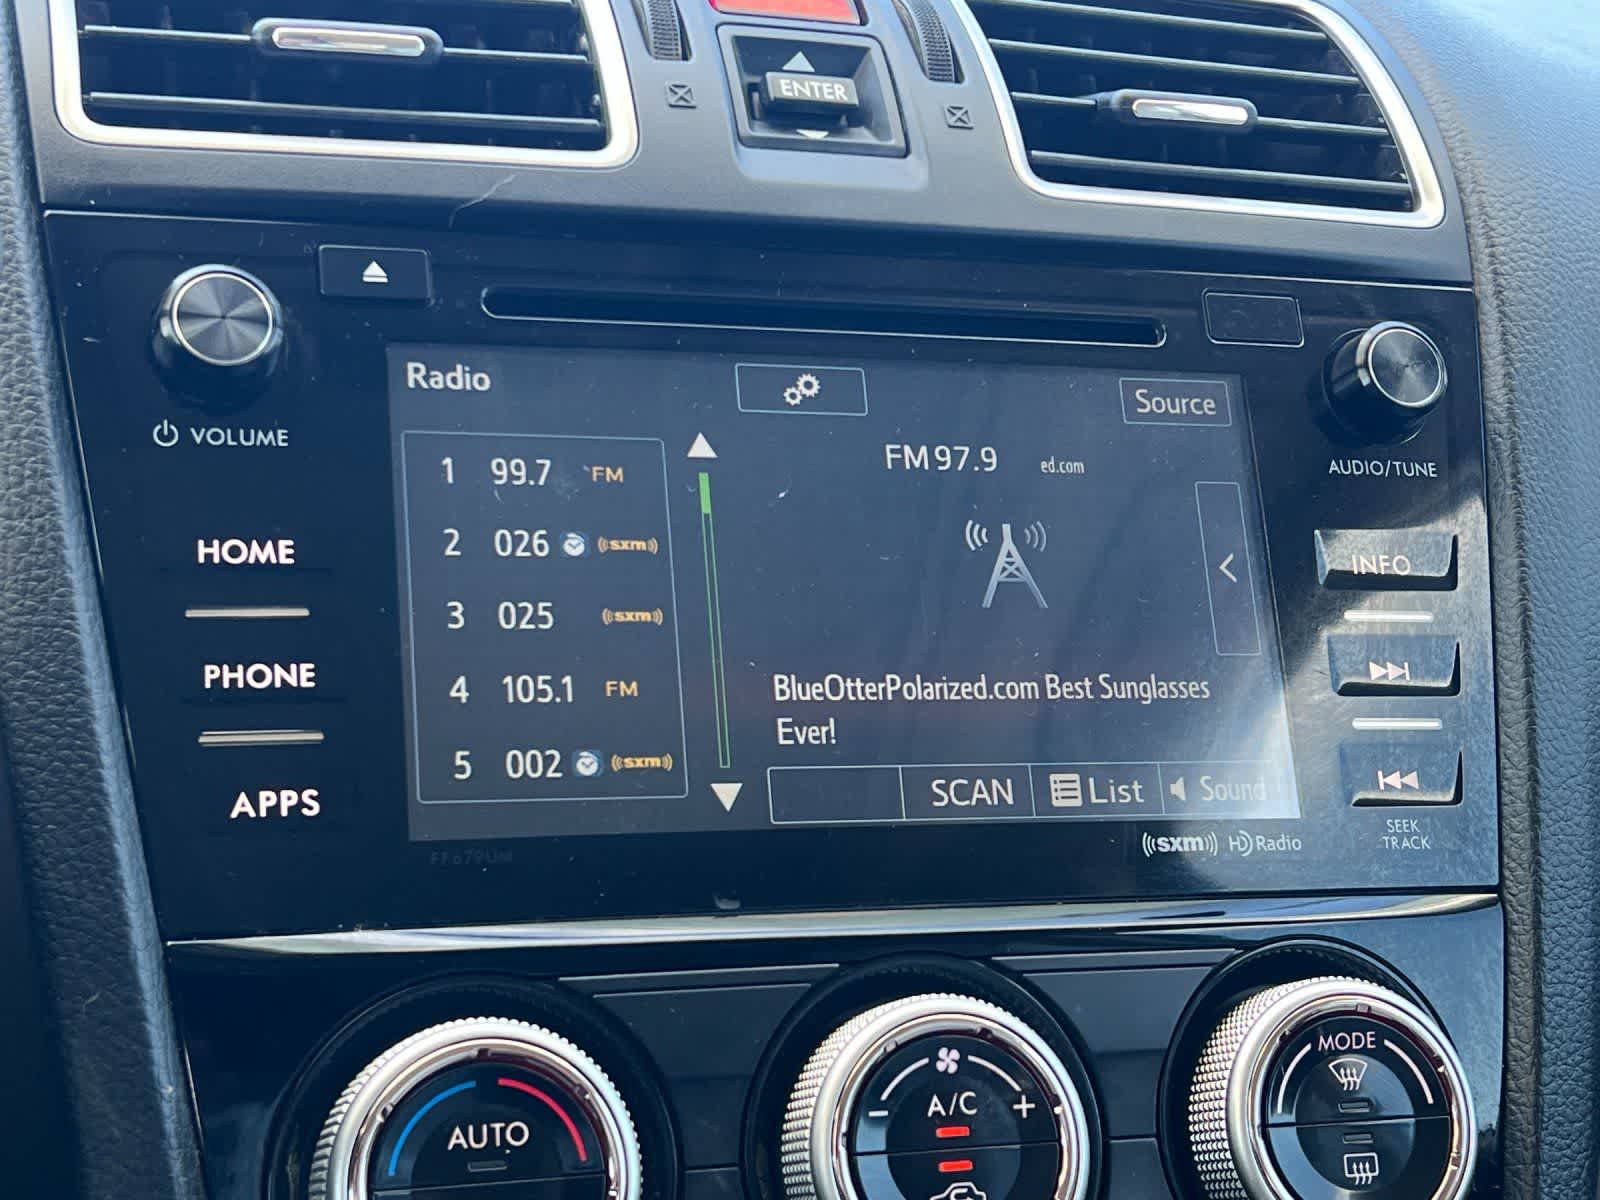 ENTER
VOLUME
HOME
PHONE
APPS
Radio
Source
1 99.7 FM
2 026 ((sxm))
3 025 ((sxm))
4 105.1 FM
5 002 ((sxm))
FM 97.9 ed.com
BlueOtterPolarized.com Best Sunglasses
Ever!
SCAN List Sound
((sxm)) HD Radio
AUDIO/TUNE
INFO
SEEK
TRACK
AUTO
A/C
- +
MODE